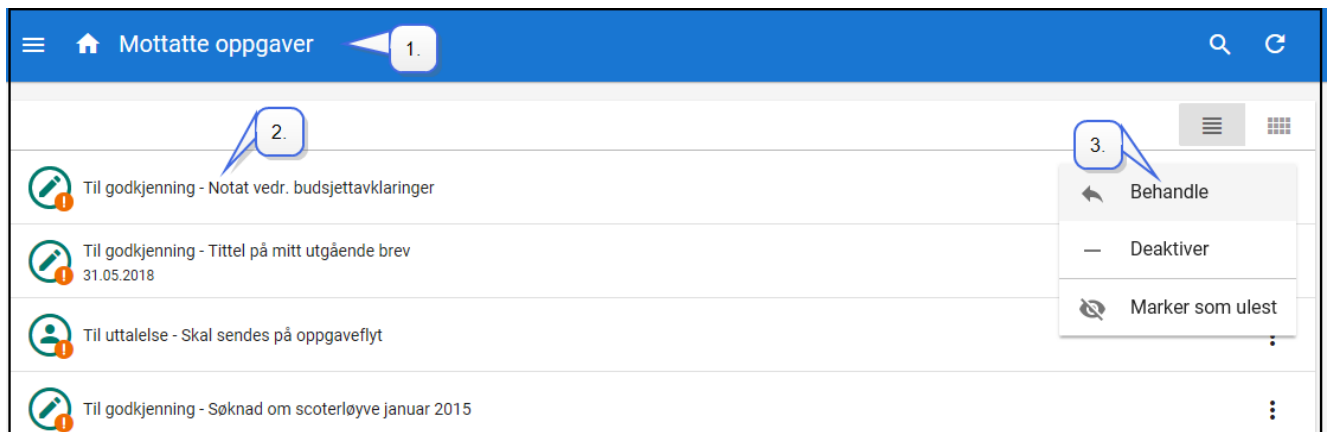 Mottatte oppgaver
1.
2.
3.
Til godkjenning - Notat vedr. budsjettavklaringer
Behandle
Til godkjenning - Tittel på mitt utgående brev
31.05.2018
Deaktiver
Marker som ulest
Til uttalelse - Skal sendes på oppgaveflyt
Til godkjenning - Søknad om scoterløyve januar 2015